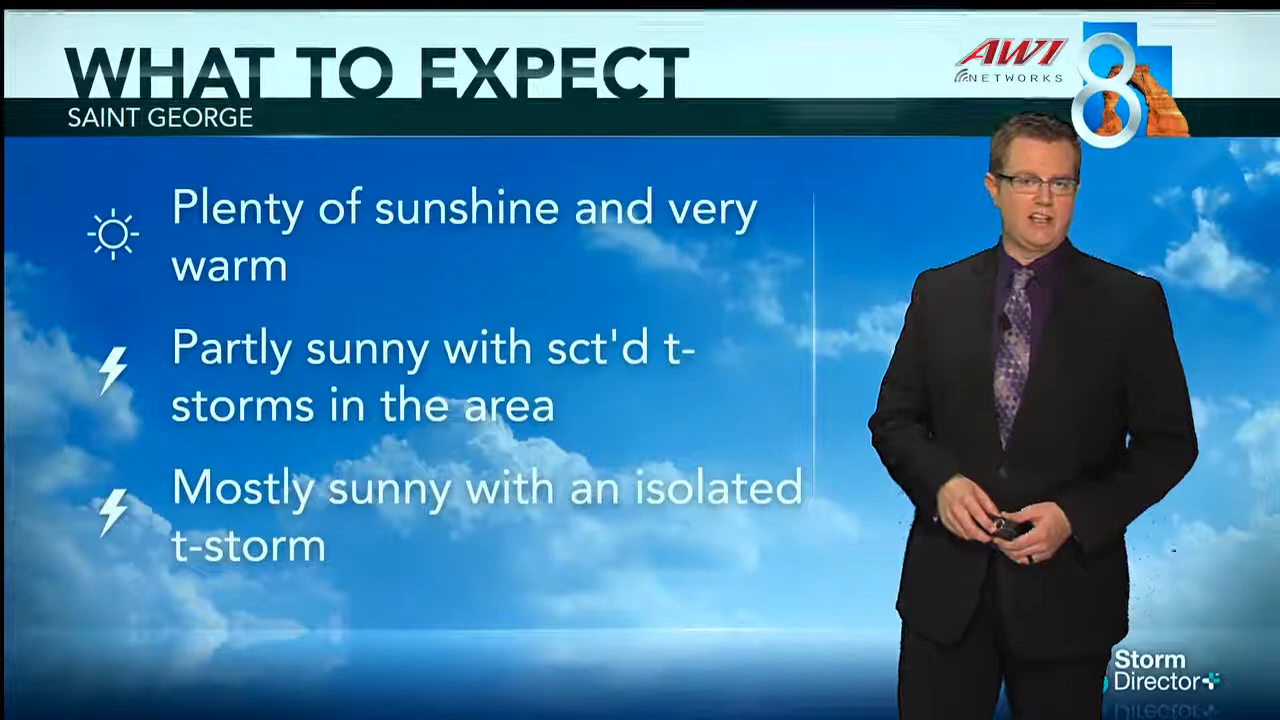 WHAT TO EXPECT
SAINT GEORGE
AWI
NETWORKS
8
Plenty of sunshine and very
warm
Partly sunny with sct'd t-
storms in the area
Mostly sunny with an isolated
t-storm
Storm
Director+